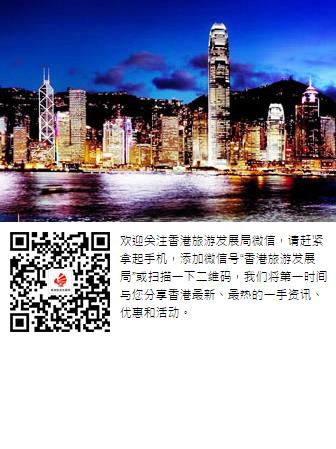 欢迎关注香港旅游发展局微信，请赶紧
拿起手机，添加微信号“香港旅游发展
局”或扫描一下二维码，我们将第一时间
与您分享香港最新、最热的一手资讯、
优惠和活动。